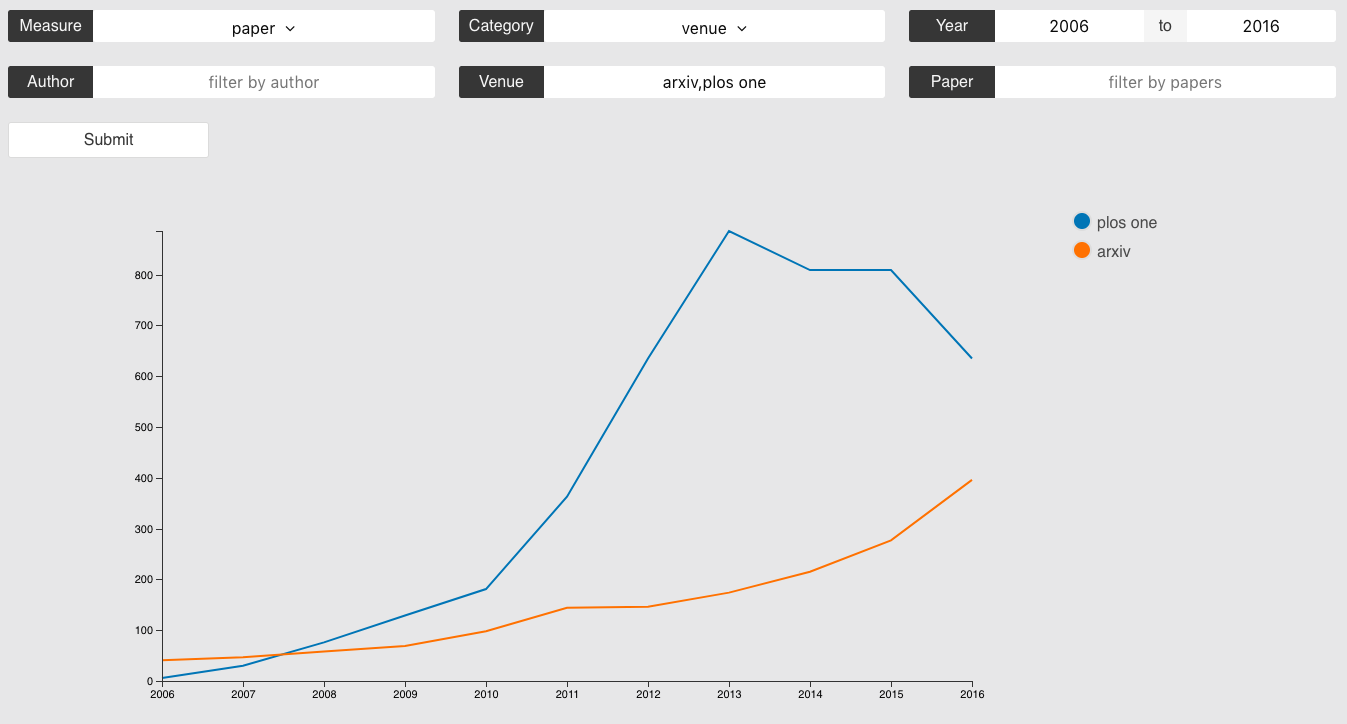 Measure paper Category venue Year 2006 to 2016
Author filter by author Venue arxiv,plos one Paper filter by papers
Submit
plos one
arxiv
800
700
600
500
400
300
200
100
0
2006 2007 2008 2009 2010 2011 2012 2013 2014 2015 2016